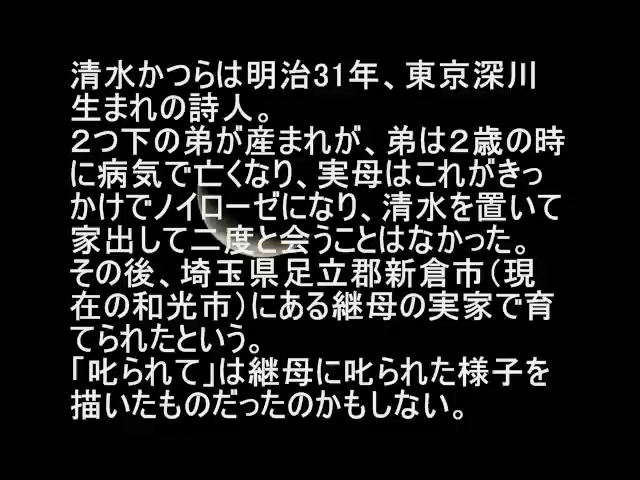 清水かつらは明治31年、東京深川
生まれの詩人。
２つ下の弟が産まれが、弟は２歳の時
に病気で亡くなり、実母はこれがきっ
かけでノイローゼになり、清水を置いて
家出して二度と会うことはなかった。
その後、埼玉県足立郡新倉市（現
在の和光市）にある継母の実家で育
てられたという。
「叱られて」は継母に叱られた様子を
描いたものだったのかもしない。